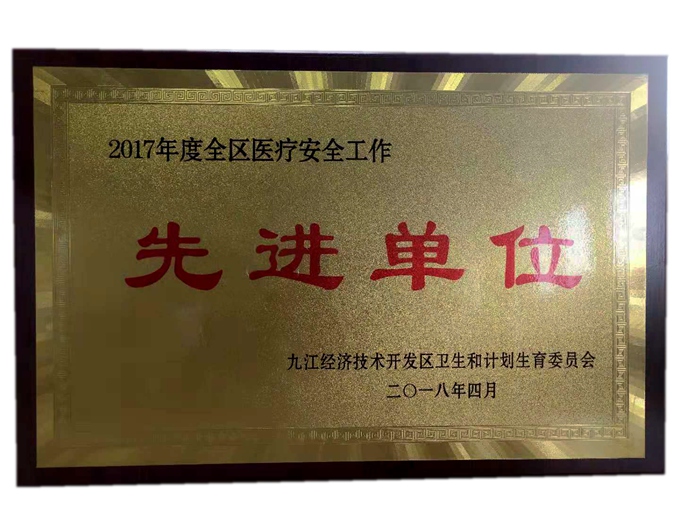 2017年度全区医疗安全工作
先进单位
九江经济技术开发区卫生和计划生育委员会
二〇一八年四月